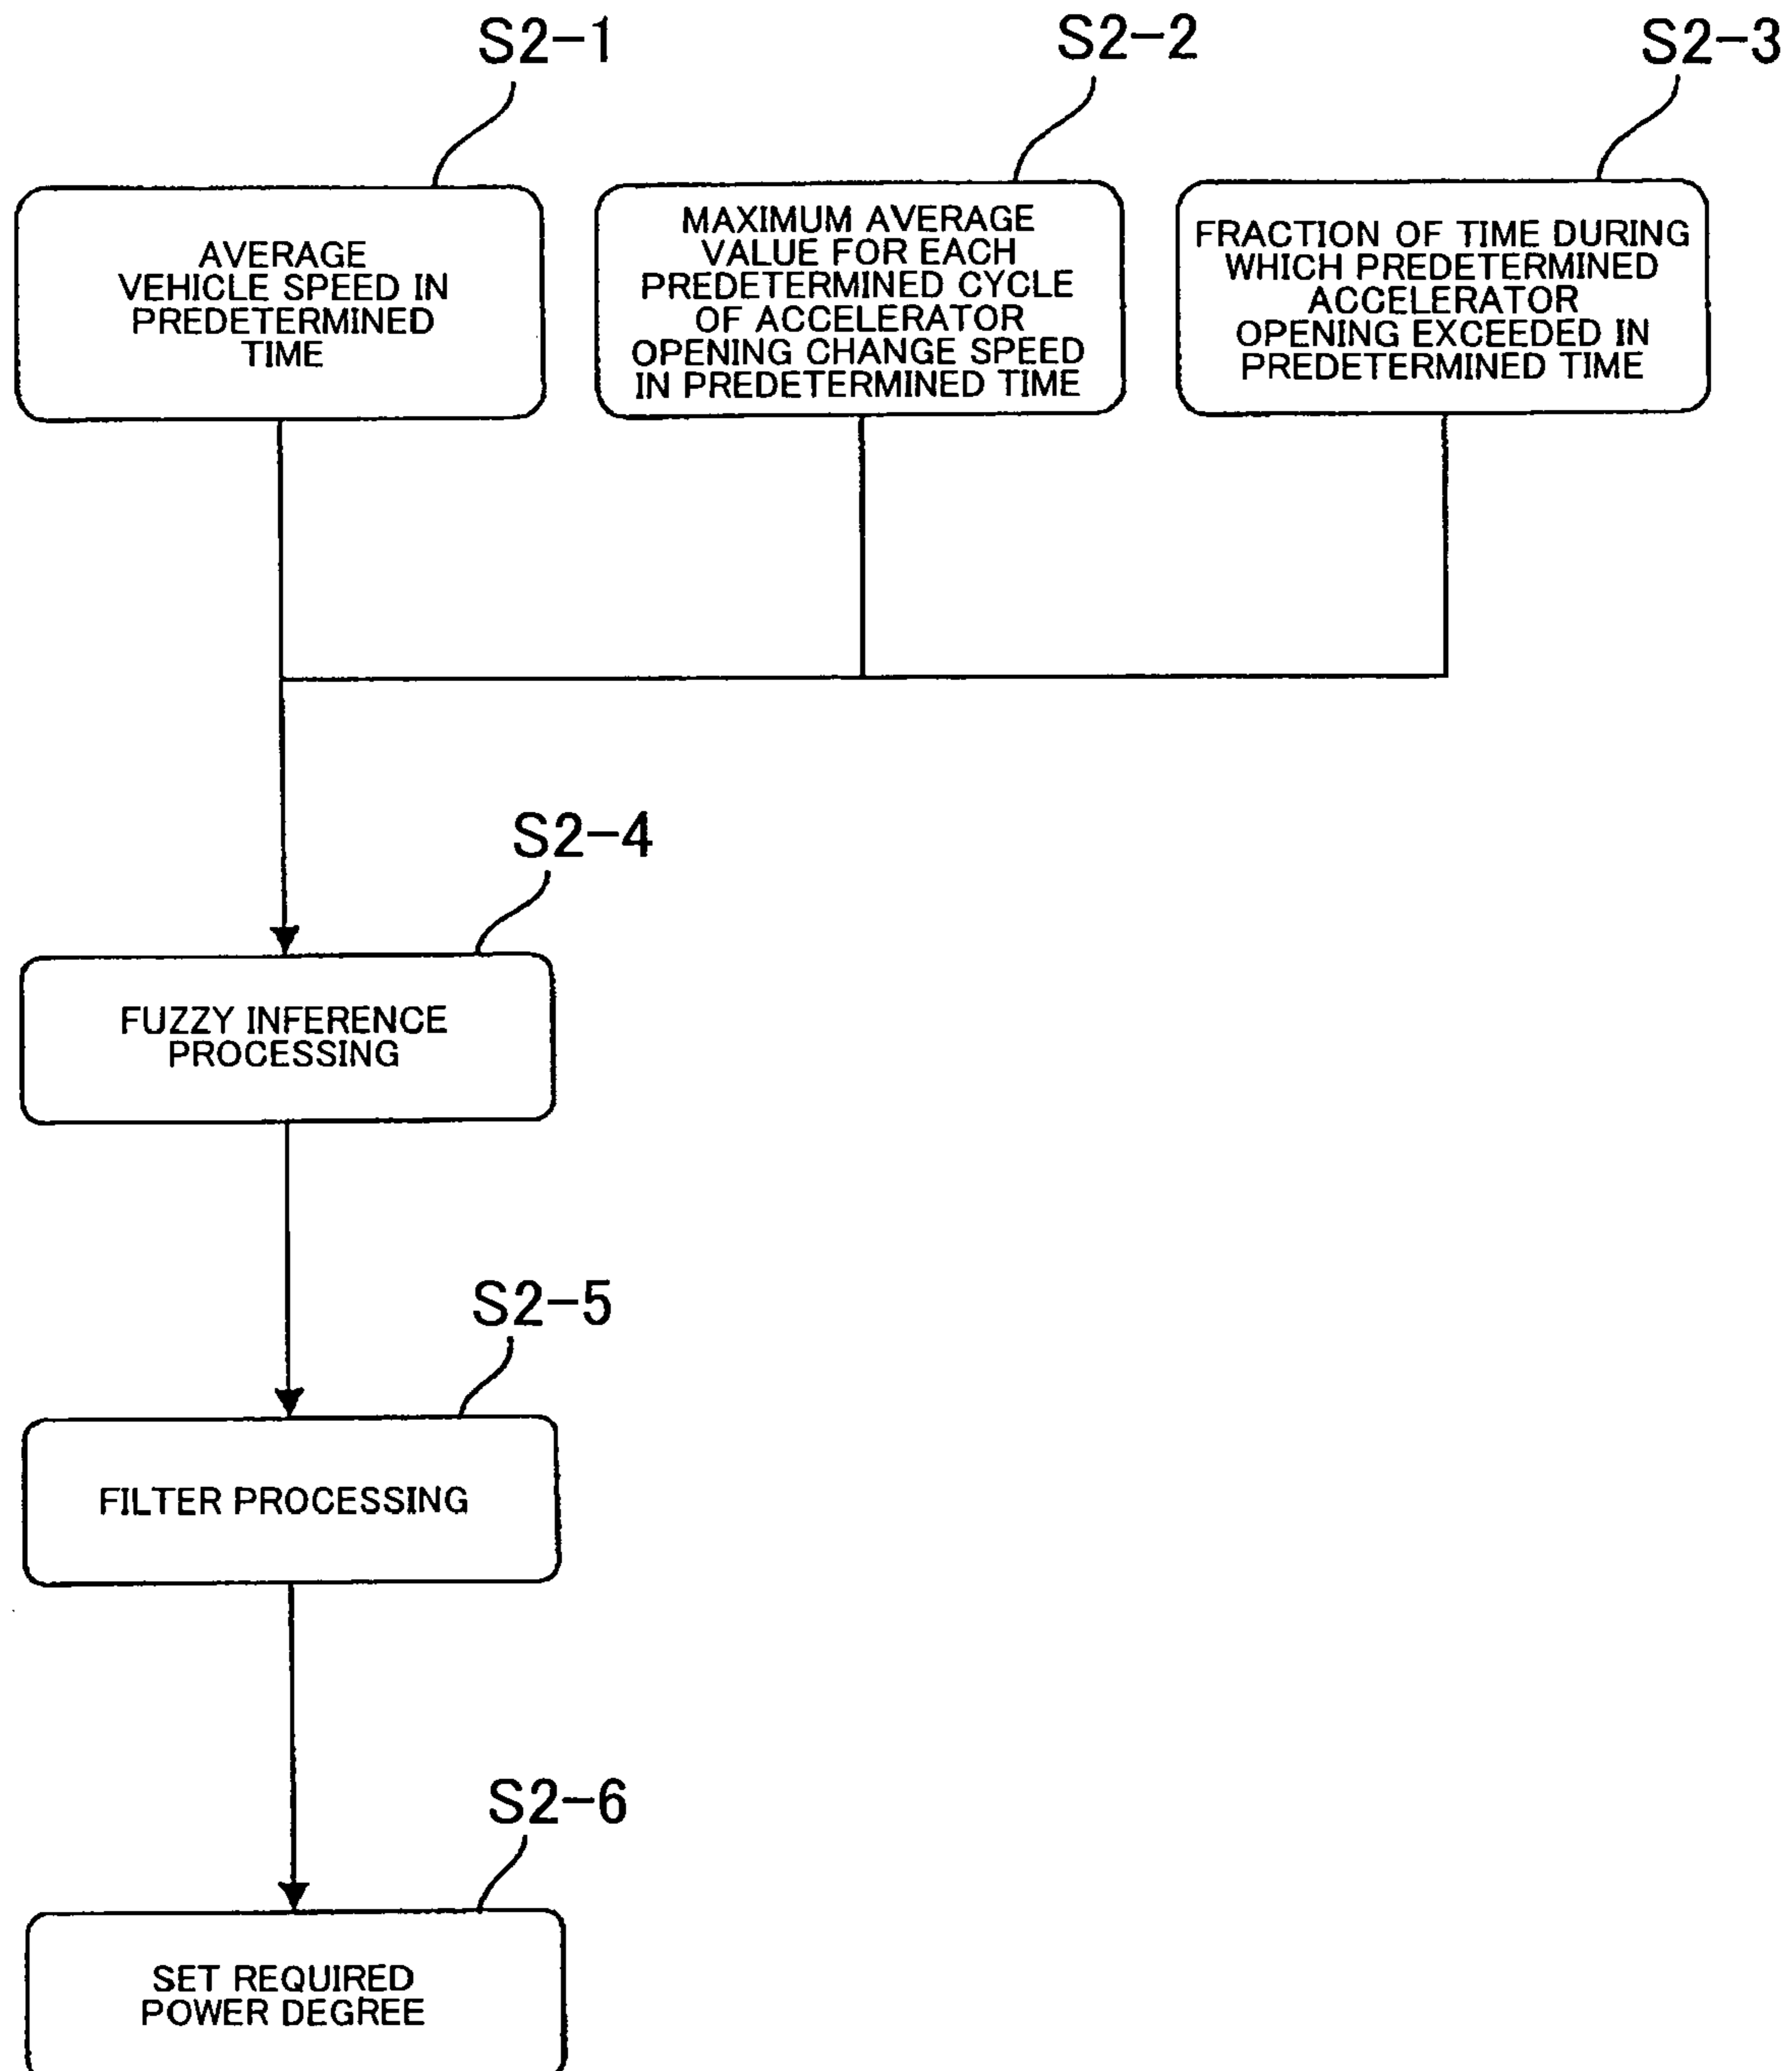 S2-1
S2-2
S2-3
AVERAGE
VEHICLE SPEED IN
PREDETERMINED
TIME
MAXIMUM AVERAGE
VALUE FOR EACH
PREDETERMINED CYCLE
OF ACCELERATOR
OPENING CHANGE SPEED
IN PREDETERMINED TIME
FRACTION OF TIME DURING
WHICH PREDETERMINED
ACCELERATOR
OPENING EXCEEDED IN
PREDETERMINED TIME
S2-4
FUZZY INFERENCE
PROCESSING
S2-5
FILTER PROCESSING
S2-6
SET REQUIRED
POWER DEGREE